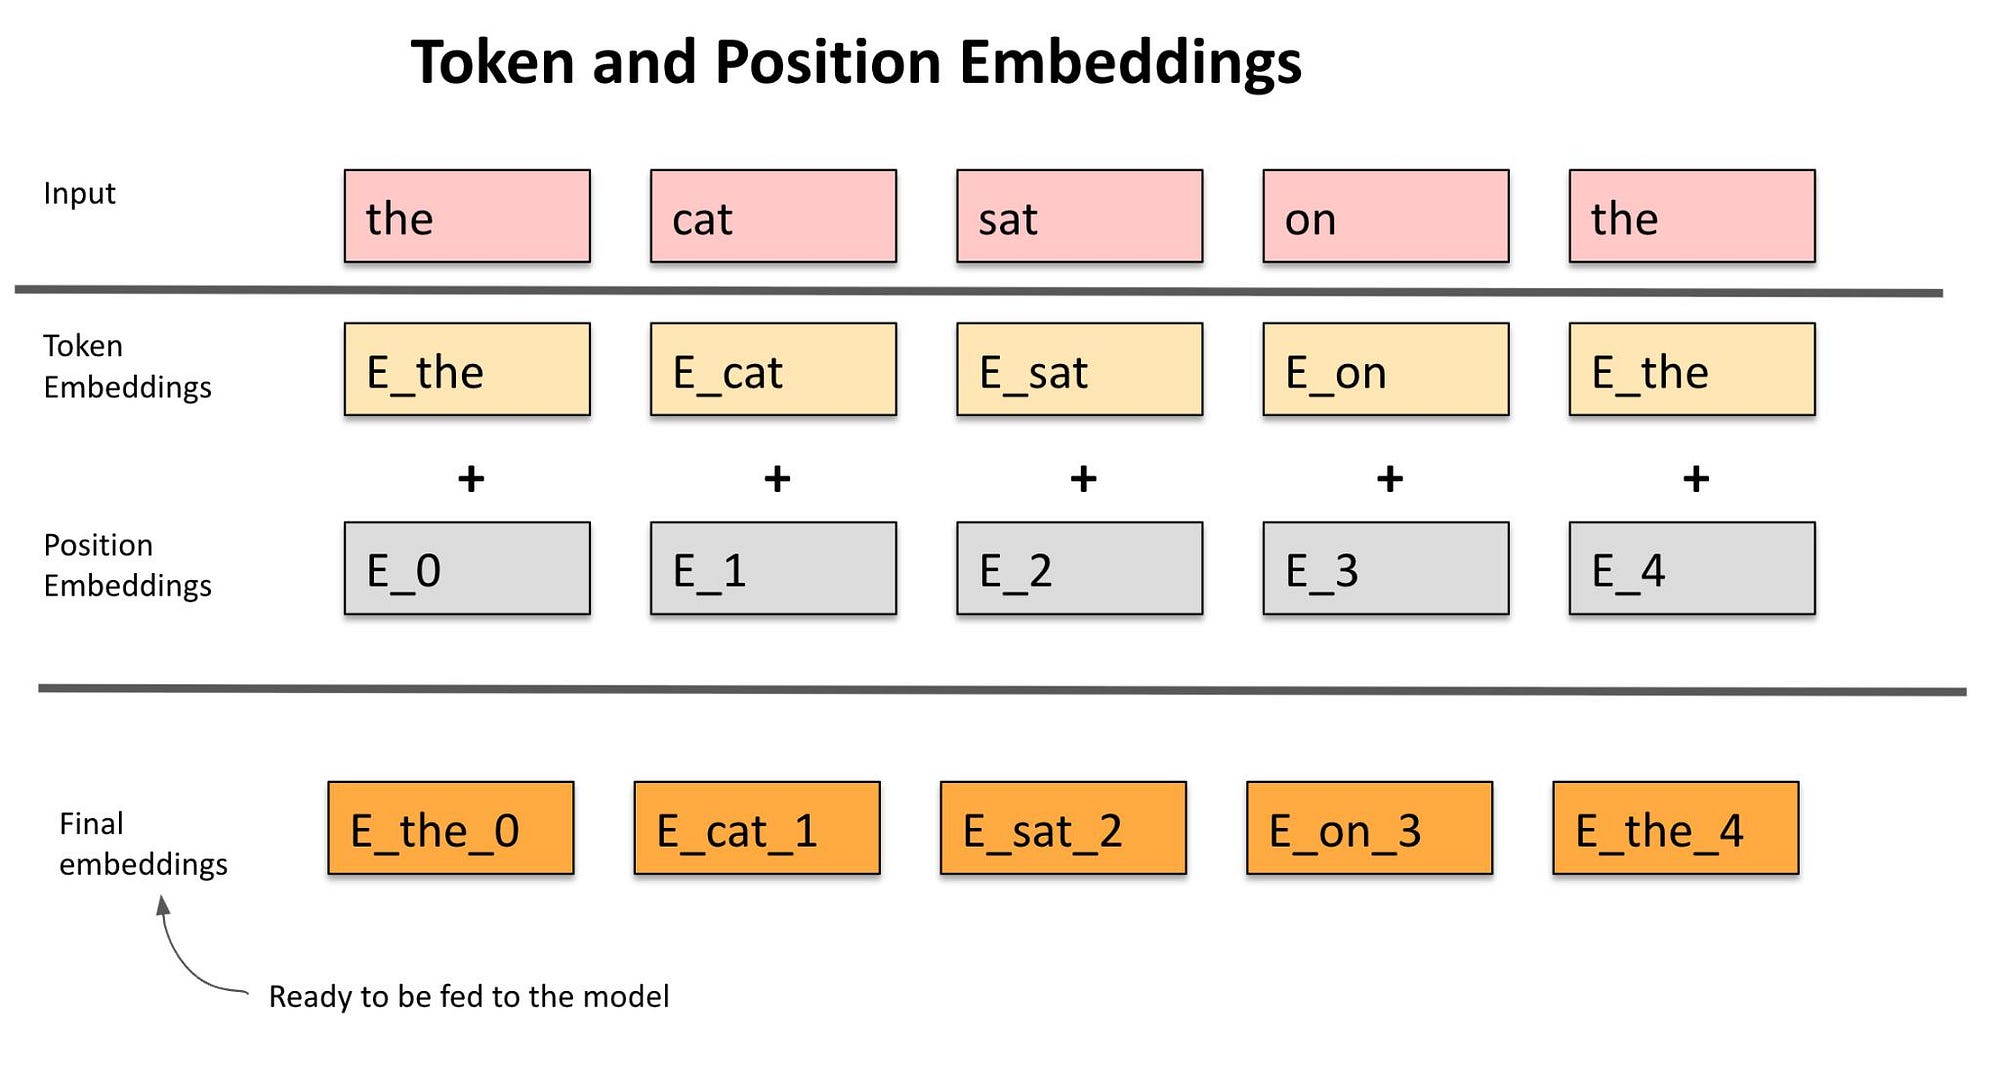 Token and Position Embeddings
Input
the cat sat on the
Token
Embeddings
E_the E_cat E_sat E_on E_the
+ + + + +
Position
Embeddings
E_0 E_1 E_2 E_3 E_4
Final
embeddings
E_the_0 E_cat_1 E_sat_2 E_on_3 E_the_4
Ready to be fed to the model